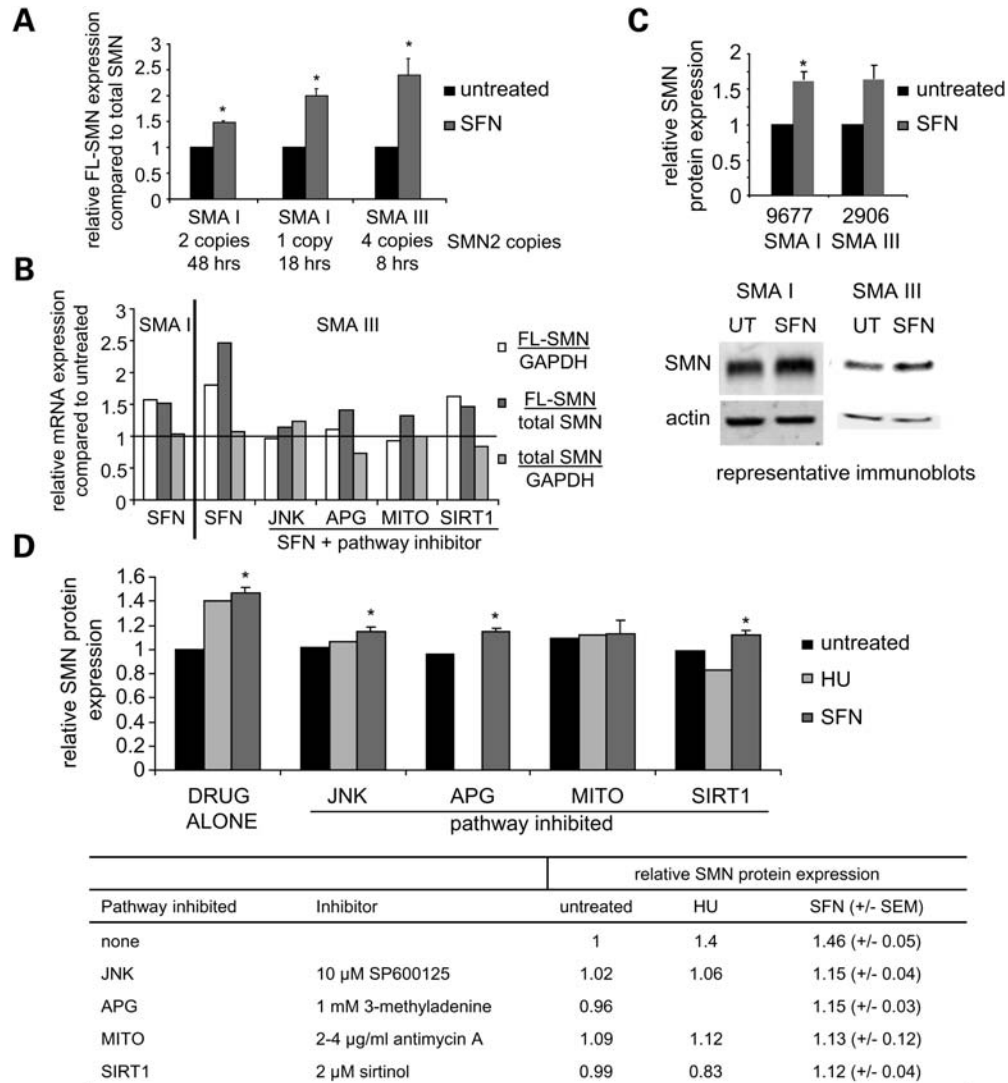 A
relative FL-SMN expression
compared to total SMN
3
2.5
2
1.5
1
0.5
0
*
*
*
untreated
SFN
SMA I
SMA I
SMA III
2 copies
1 copy
4 copies
SMN2 copies
48 hrs
18 hrs
8 hrs
B
relative mRNA expression
compared to untreated
3
2.5
2
1.5
1
0.5
0
SMA I
SMA III
FL-SMN
GAPDH
FL-SMN
total SMN
total SMN
GAPDH
SFN
SFN
JNK
APG
MITO
SIRT1
SFN + pathway inhibitor
C
relative SMN
protein expression
2
1.5
1
0.5
0
*
untreated
SFN
9677
2906
SMA I
SMA III
SMA I
SMA III
UT
SFN
UT
SFN
SMN
actin
representative immunoblots
D
relative SMN protein
expression
1.6
1.4
1.2
1
0.8
0.6
0.4
0.2
0
*
*
*
*
untreated
HU
SFN
DRUG
ALONE
JNK
APG
MITO
SIRT1
pathway inhibited
relative SMN protein expression
Pathway inhibited Inhibitor untreated HU SFN (+/- SEM)
none 1 1.4 1.46 (+/- 0.05)
JNK 10 µM SP600125 1.02 1.06 1.15 (+/- 0.04)
APG 1 mM 3-methyladenine 0.96 1.15 (+/- 0.03)
MITO 2-4 µg/ml antimycin A 1.09 1.12 1.13 (+/- 0.12)
SIRT1 2 µM sirtinol 0.99 0.83 1.12 (+/- 0.04)